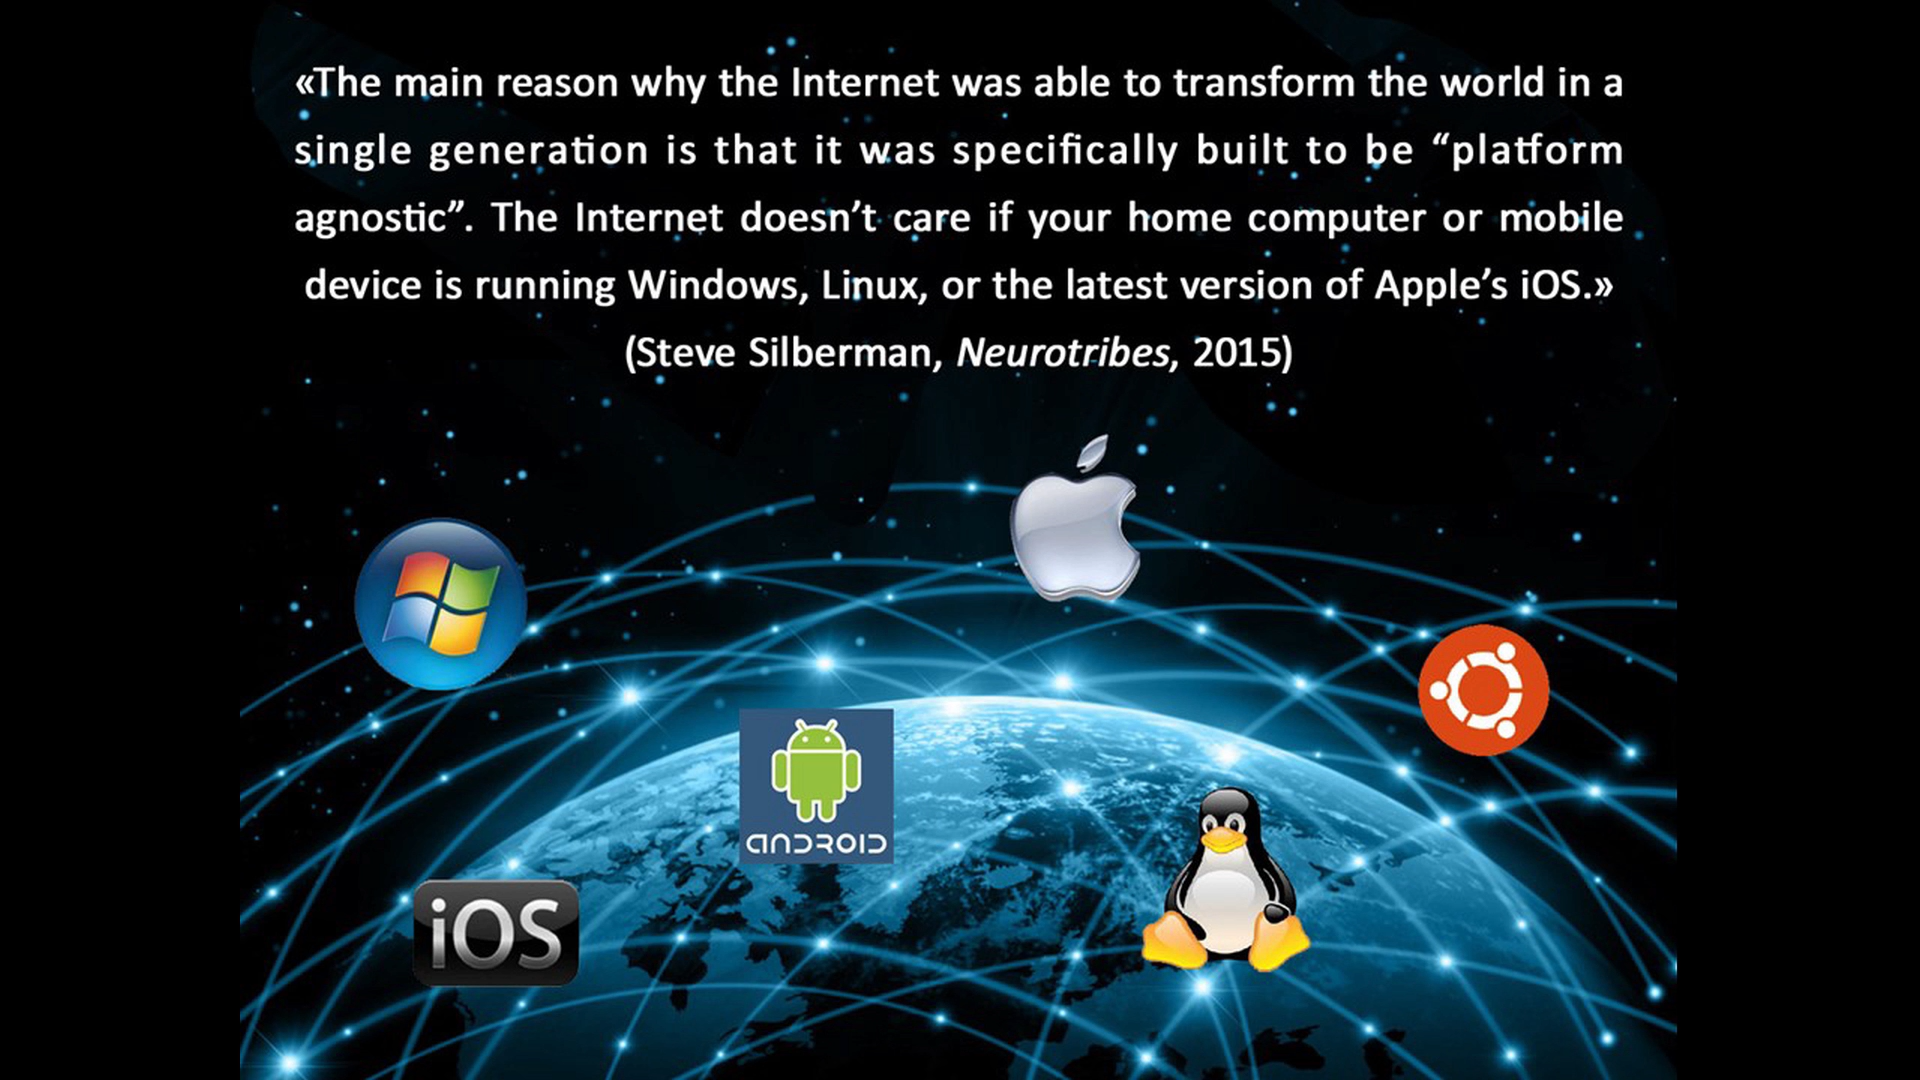 «The main reason why the Internet was able to transform the world in a
single generation is that it was specifically built to be “platform
agnostic”. The Internet doesn’t care if your home computer or mobile
device is running Windows, Linux, or the latest version of Apple’s iOS.»
(Steve Silberman, Neurotribes, 2015)
ANDROID
iOS